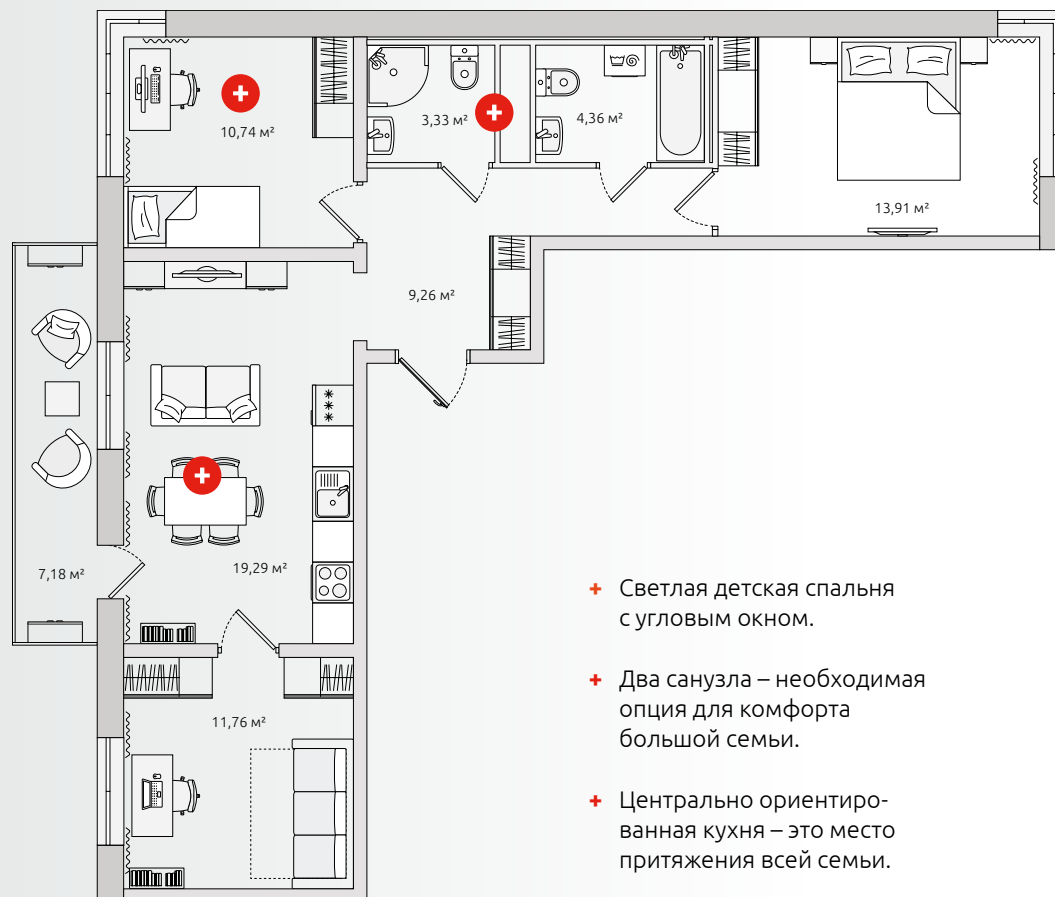 10,74 м²
3,33 м²
4,36 м²
13,91 м²
9,26 м²
7,18 м²
19,29 м²
11,76 м²
+ Светлая детская спальня
с угловым окном.
+ Два санузла – необходимая
опция для комфорта
большой семьи.
+ Центрально ориентиро-
ванная кухня – это место
притяжения всей семьи.